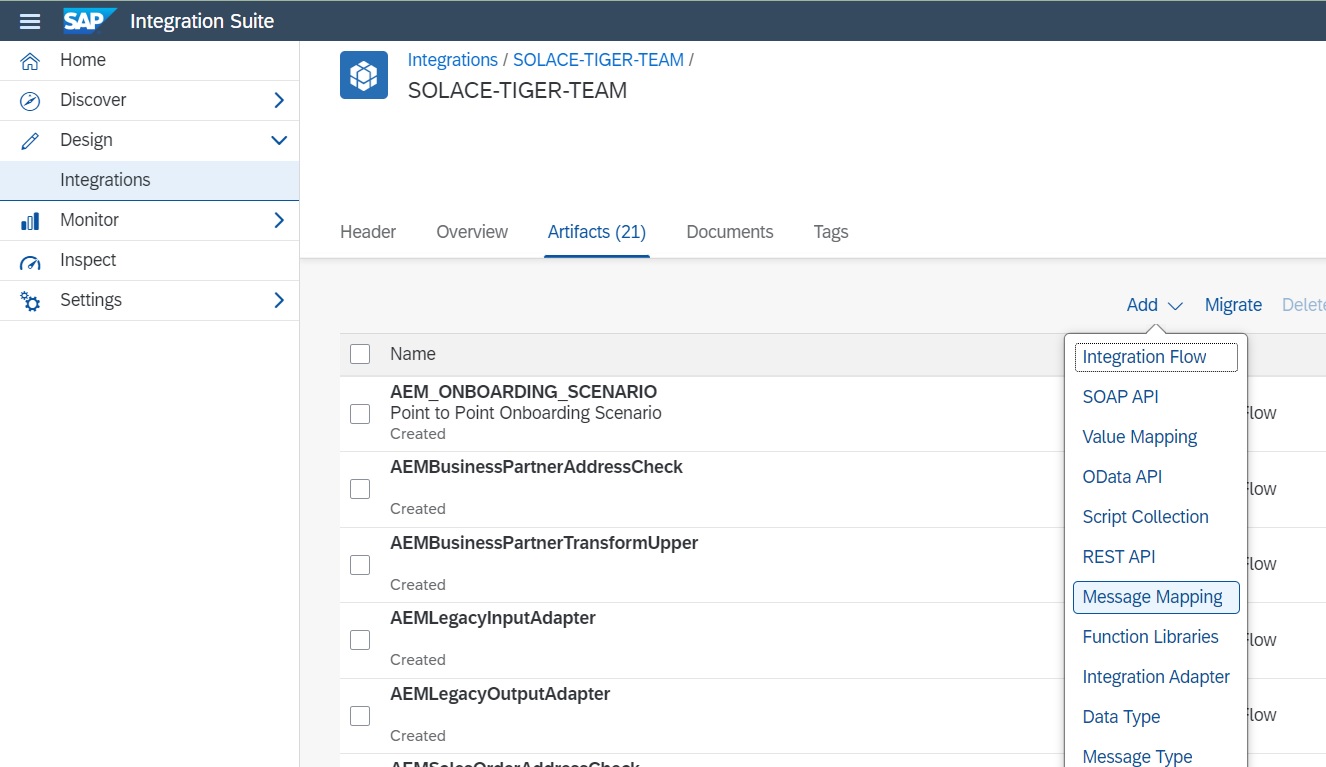 SAP Integration Suite
Home
Discover
Design
Integrations
Monitor
Inspect
Settings
Integrations / SOLACE-TIGER-TEAM /
SOLACE-TIGER-TEAM
Header Overview Artifacts (21) Documents Tags
Add Migrate Delete
Name
AEM_ONBOARDING_SCENARIO
Point to Point Onboarding Scenario
Created
AEMBusinessPartnerAddressCheck
Created
AEMBusinessPartnerTransformUpper
Created
AEMLegacyInputAdapter
Created
AEMLegacyOutputAdapter
Created
AEMSalesOrderAddressCheck
Integration Flow
SOAP API
Value Mapping
OData API
Script Collection
REST API
Message Mapping
Function Libraries
Integration Adapter
Data Type
Message Type
Flow
Flow
Flow
Flow
Flow